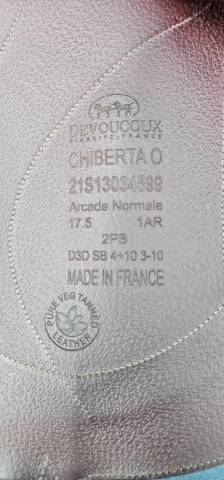 DEVOUCOUX
BIARRITZ-FRANCE
CHIBERTA O
21S13034599
Arcade Normale
17.5 1AR
2PB
D3D SB 4+10 3-10
MADE IN FRANCE
PURE VEG TANNED
LEATHER